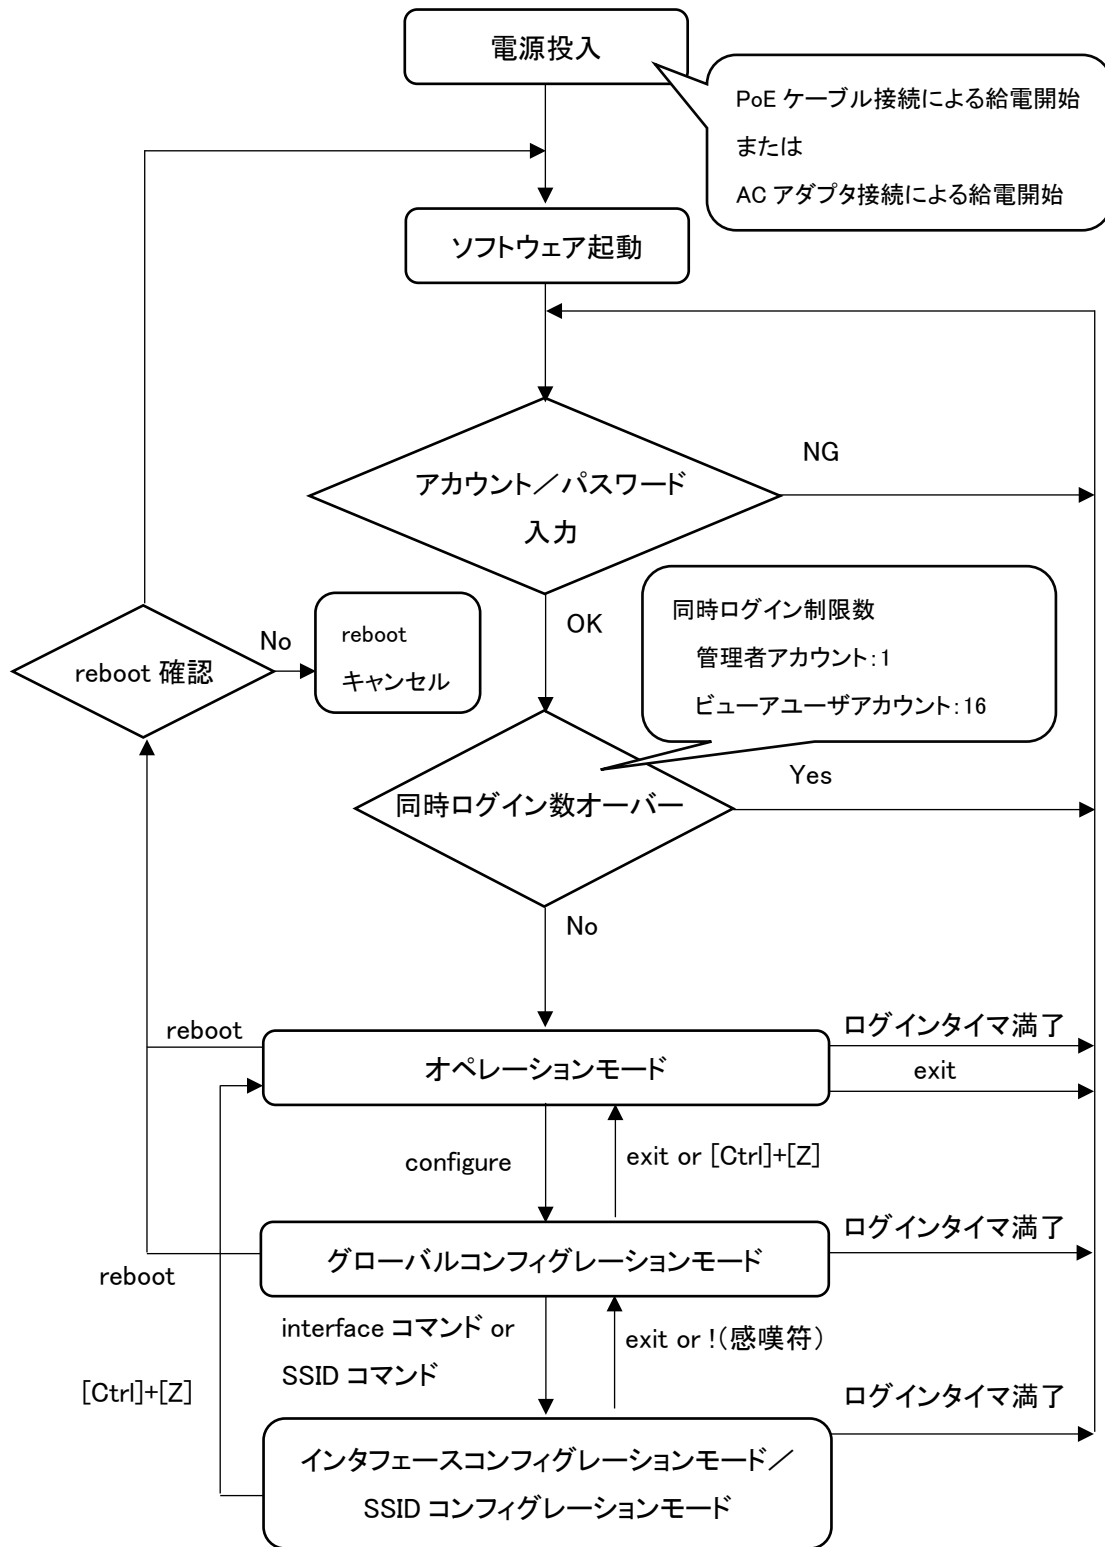 電源投入
PoE ケーブル接続による給電開始
または
AC アダプタ接続による給電開始
ソフトウェア起動
NG
アカウント／パスワード
入力
OK
同時ログイン制限数
管理者アカウント：1
ビューアユーザアカウント：16
No
reboot
キャンセル
reboot 確認
Yes
同時ログイン数オーバー
No
reboot
ログインタイマ満了
オペレーションモード
exit
configure
exit or [Ctrl]+[Z]
ログインタイマ満了
グローバルコンフィグレーションモード
reboot
interface コマンド or
SSID コマンド
exit or !（感嘆符）
[Ctrl]+[Z]
ログインタイマ満了
インタフェースコンフィグレーションモード／
SSID コンフィグレーションモード